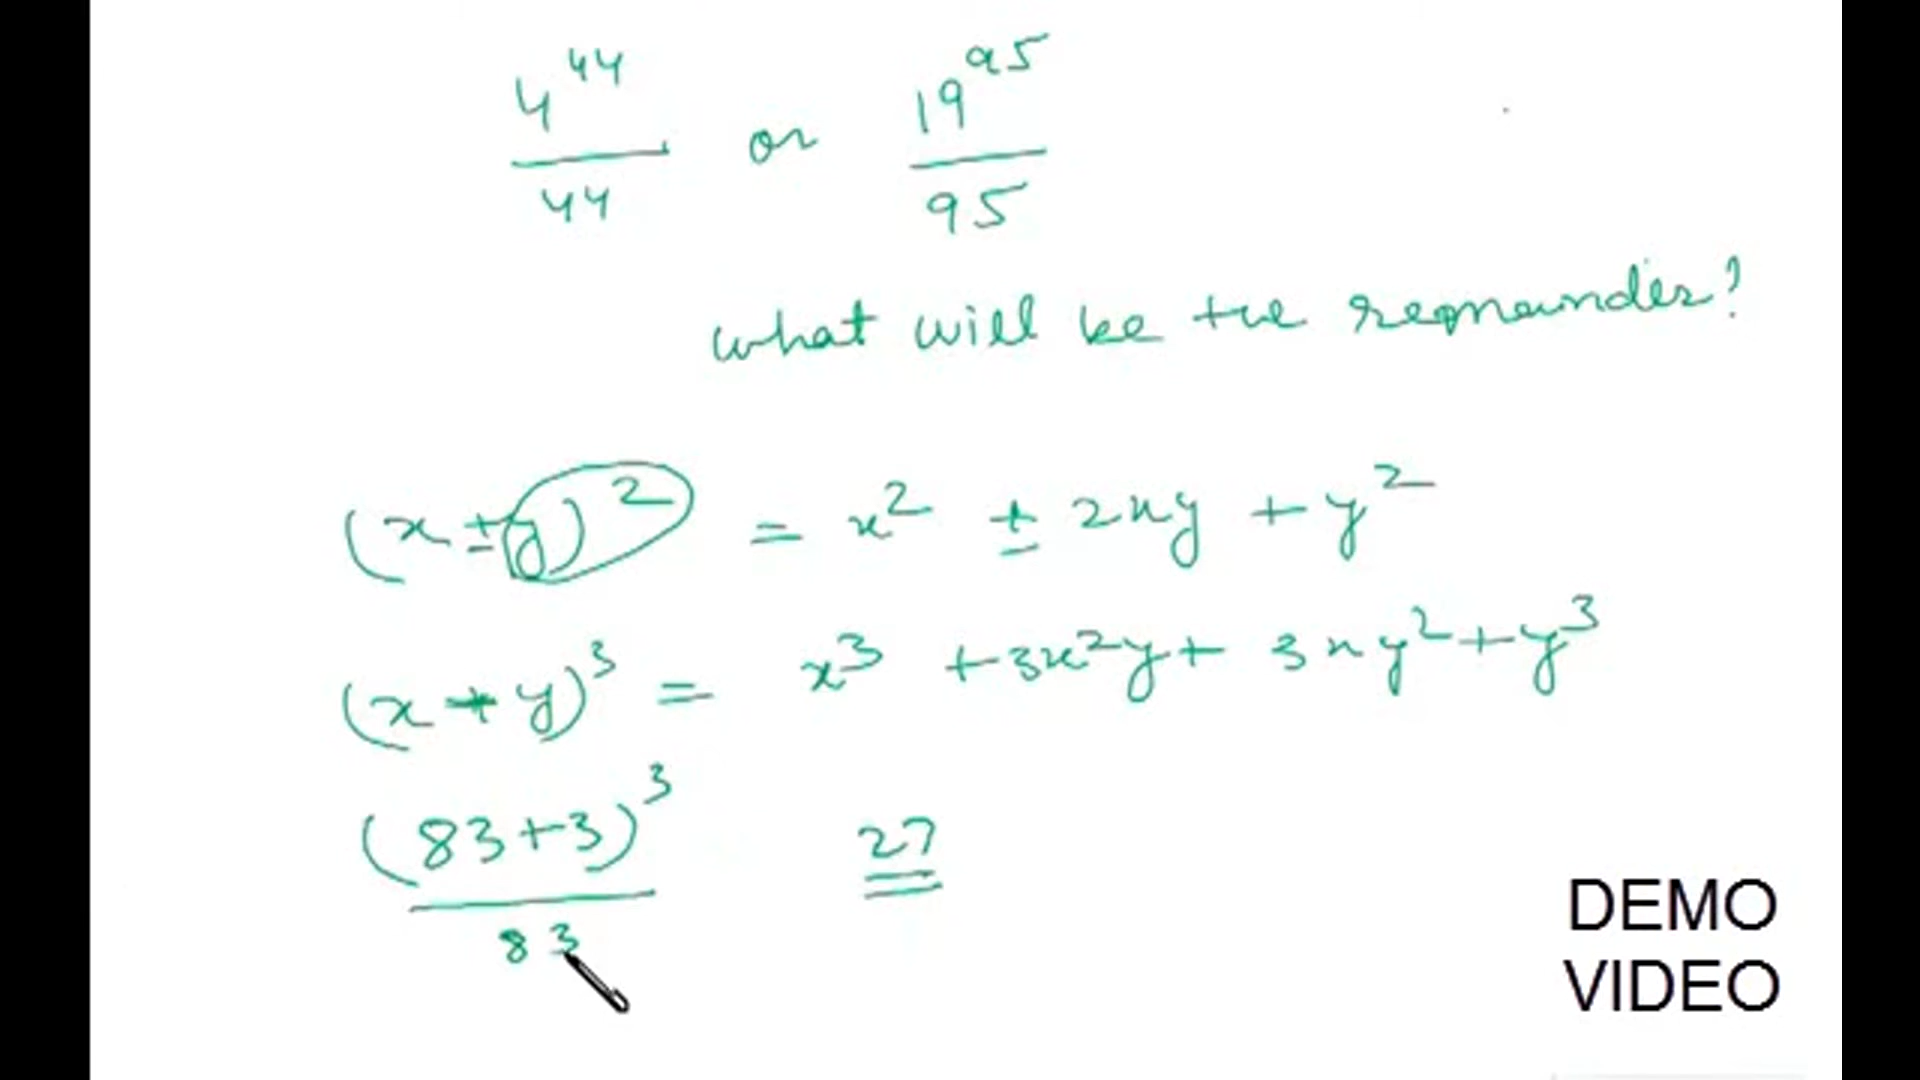 4^44/44 or 19^95/95
what will be the remainder?
(x±y)^2 = x^2 ± 2xy + y^2
(x+y)^3 = x^3 +3x^2y+ 3xy^2+y^3
(83+3)^3/83 27
DEMO
VIDEO